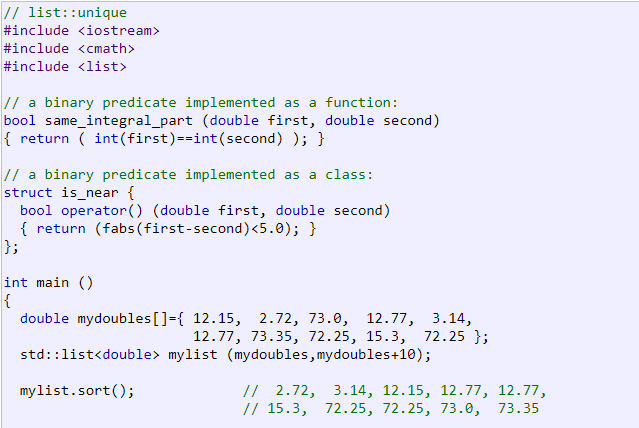 // list::unique
#include <iostream>
#include <cmath>
#include <list>
// a binary predicate implemented as a function:
bool same_integral_part (double first, double second)
{ return ( int(first)==int(second) ); }
// a binary predicate implemented as a class:
struct is_near {
  bool operator() (double first, double second)
  { return (fabs(first-second)<5.0); }
};
int main ()
{
  double mydoubles[]={ 12.15,  2.72, 73.0,  12.77,  3.14,
                       12.77, 73.35, 72.25, 15.3,  72.25 };
  std::list<double> mylist (mydoubles,mydoubles+10);
  mylist.sort();             //  2.72,  3.14, 12.15, 12.77, 12.77,
                             // 15.3,  72.25, 72.25, 73.0,  73.35